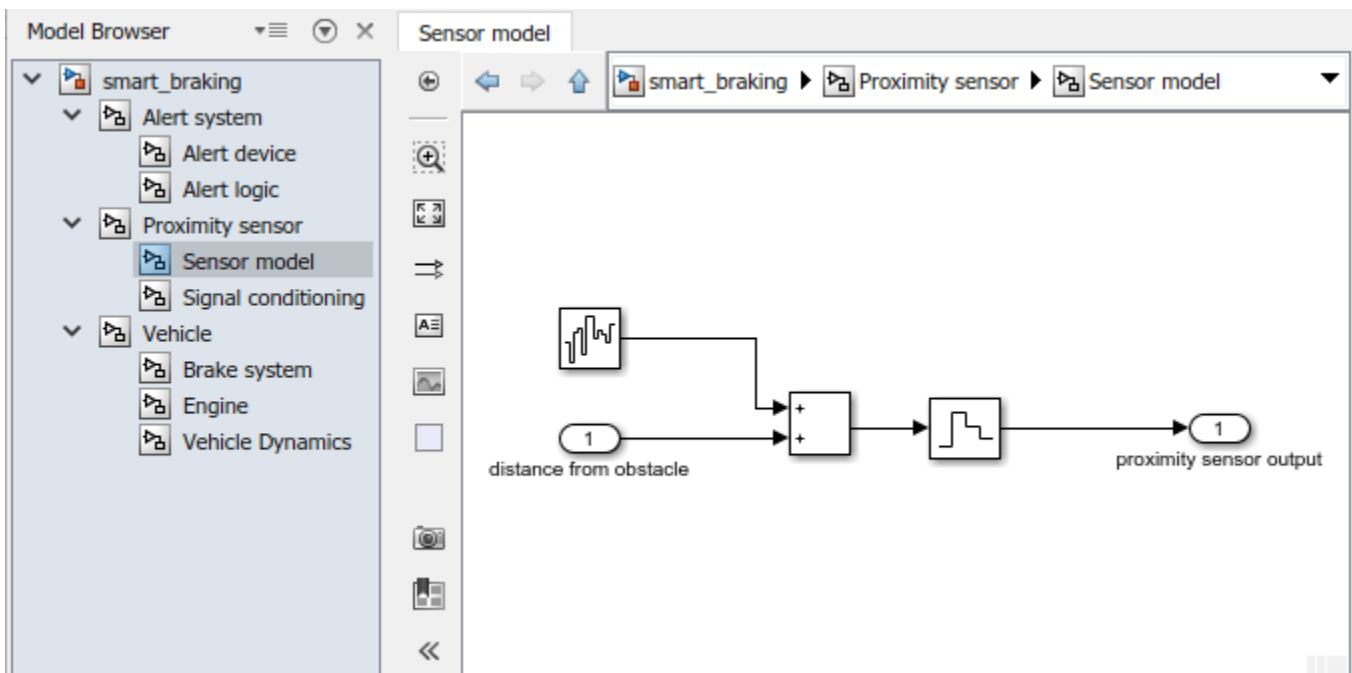 Model Browser
Sensor model
smart_braking
Alert system
Alert device
Alert logic
Proximity sensor
Sensor model
Signal conditioning
Vehicle
Brake system
Engine
Vehicle Dynamics
smart_braking Proximity sensor Sensor model
A
+
+
1
distance from obstacle
1
proximity sensor output